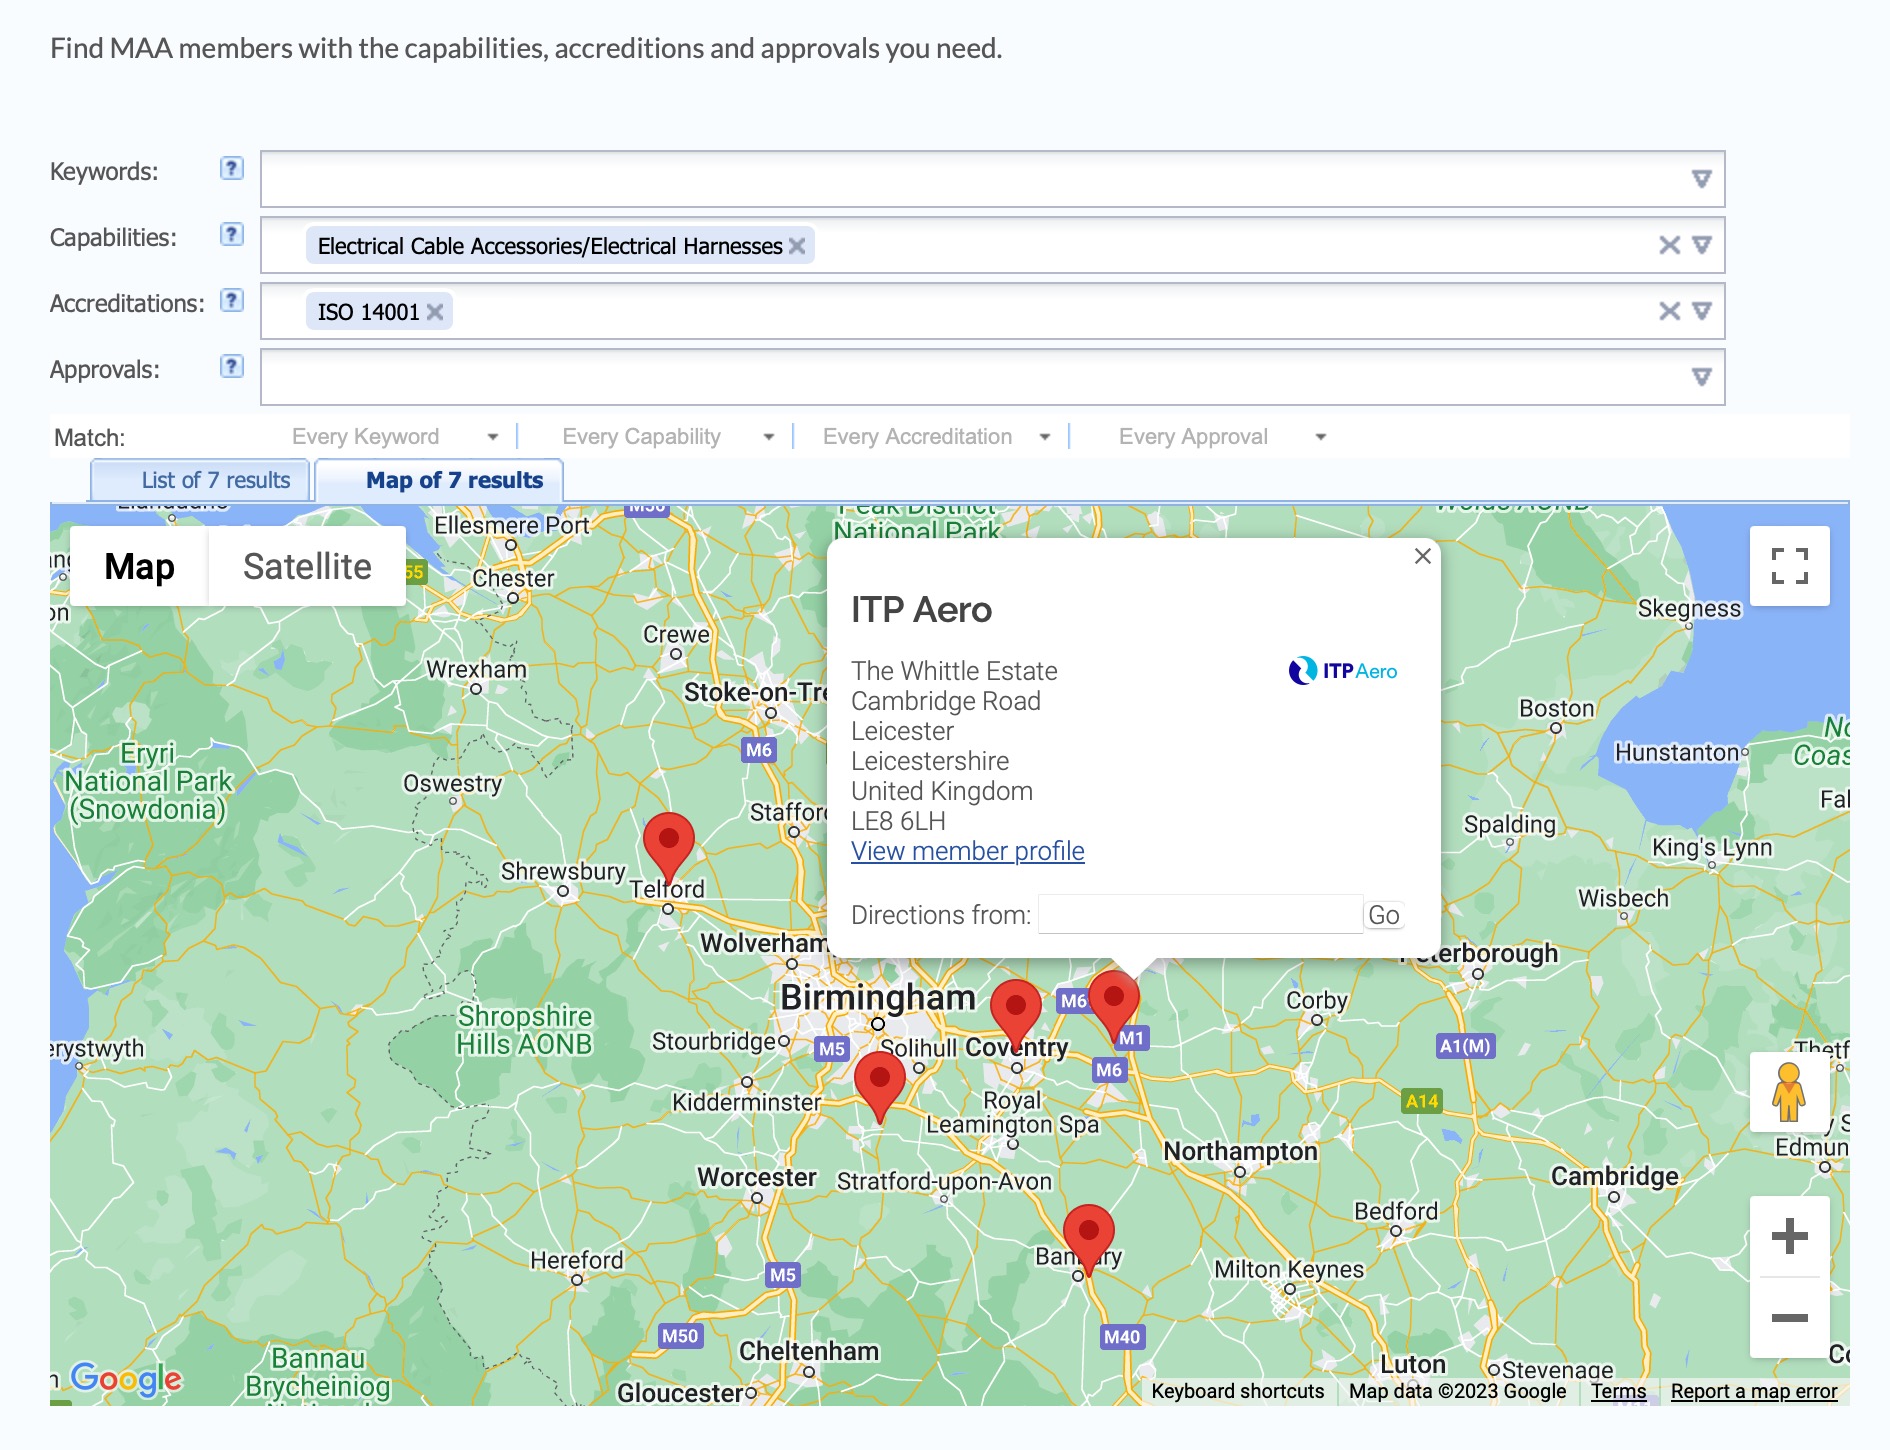 Find MAA members with the capabilities, accreditions and approvals you need.
Keywords: ?
Capabilities: ? Electrical Cable Accessories/Electrical Harnesses
Accreditations: ? ISO 14001
Approvals: ?
Match: Every Keyword Every Capability Every Accreditation Every Approval
List of 7 results Map of 7 results
Map Satellite
Ellesmere Port
Chester
Crewe
Wrexham
Stoke-on-Tre
M6
Eryri
National Park
(Snowdonia)
Oswestry
Stafford
Shrewsbury
Telford
Wolverham
Peak District
National Park
ITP Aero
The Whittle Estate
Cambridge Road
Leicester
Leicestershire
United Kingdom
LE8 6LH
View member profile
ITP Aero
Directions from: Go
Skegness
Boston
Hunstanton
Coas
Spalding
King's Lynn
Wisbech
Peterborough
Birmingham
M6
Corby
Shropshire
Hills AONB
Stourbridge
M5
Solihull
Coventry
M1
M6
A1(M)
Thetf
erystwyth
Kidderminster
Royal
Leamington Spa
A14
Edmun
Northampton
Worcester
Stratford-upon-Avon
Cambridge
Bedford
Hereford
Banbury
M5
Milton Keynes
M50
M40
Cheltenham
Bannau
Brycheiniog
Gloucester
Luton
Stevenage
Google
Keyboard shortcuts Map data ©2023 Google Terms Report a map error